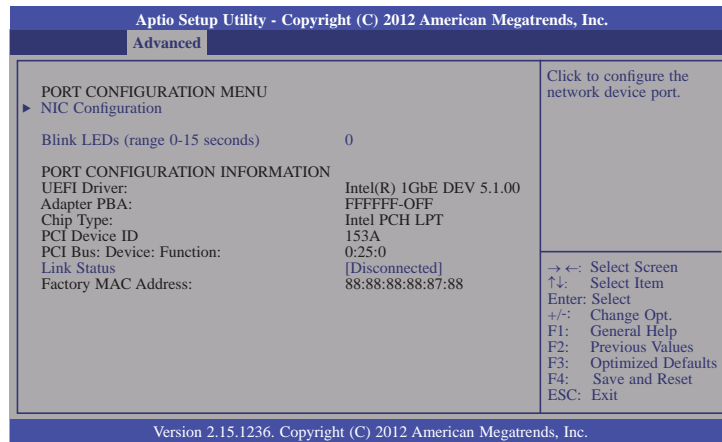 Aptio Setup Utility - Copyright (C) 2012 American Megatrends, Inc.
Advanced
PORT CONFIGURATION MENU
▶ NIC Configuration
Blink LEDs (range 0-15 seconds) 0
PORT CONFIGURATION INFORMATION
UEFI Driver: Intel(R) 1GbE DEV 5.1.00
Adapter PBA: FFFFFF-OFF
Chip Type: Intel PCH LPT
PCI Device ID 153A
PCI Bus: Device: Function: 0:25:0
Link Status [Disconnected]
Factory MAC Address: 88:88:88:88:87:88
Click to configure the
network device port.
→ ←: Select Screen
↑↓: Select Item
Enter: Select
+/-: Change Opt.
F1: General Help
F2: Previous Values
F3: Optimized Defaults
F4: Save and Reset
ESC: Exit
Version 2.15.1236. Copyright (C) 2012 American Megatrends, Inc.